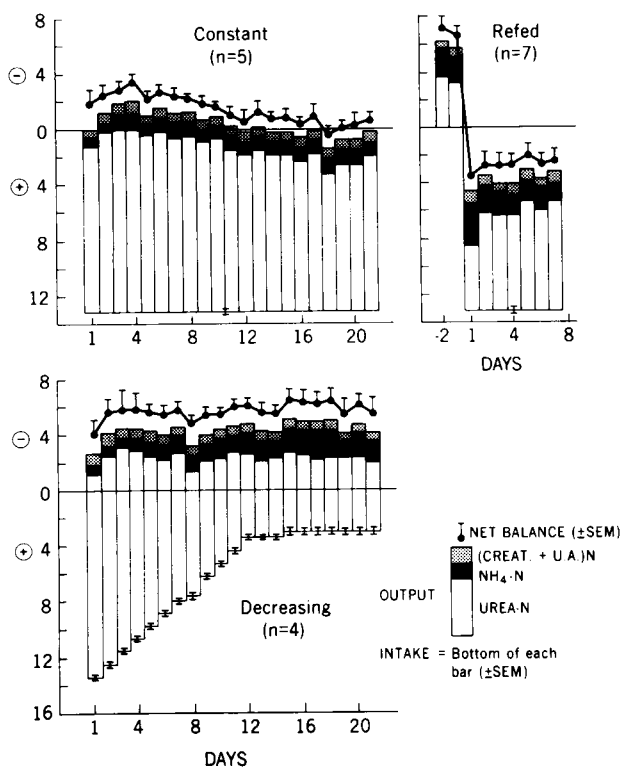 Constant
(n=5)
8
4
⊖
0
⊕
4
8
12
1
4
8
12
16
20
Refed
(n=7)
-2
1
4
8
DAYS
8
⊖
4
0
⊕
4
8
12
16
Decreasing
(n=4)
1
4
8
12
16
20
DAYS
NET BALANCE (±SEM)
(CREAT. + U.A.)N
NH₄-N
OUTPUT
UREA-N
INTAKE = Bottom of each
bar (±SEM)